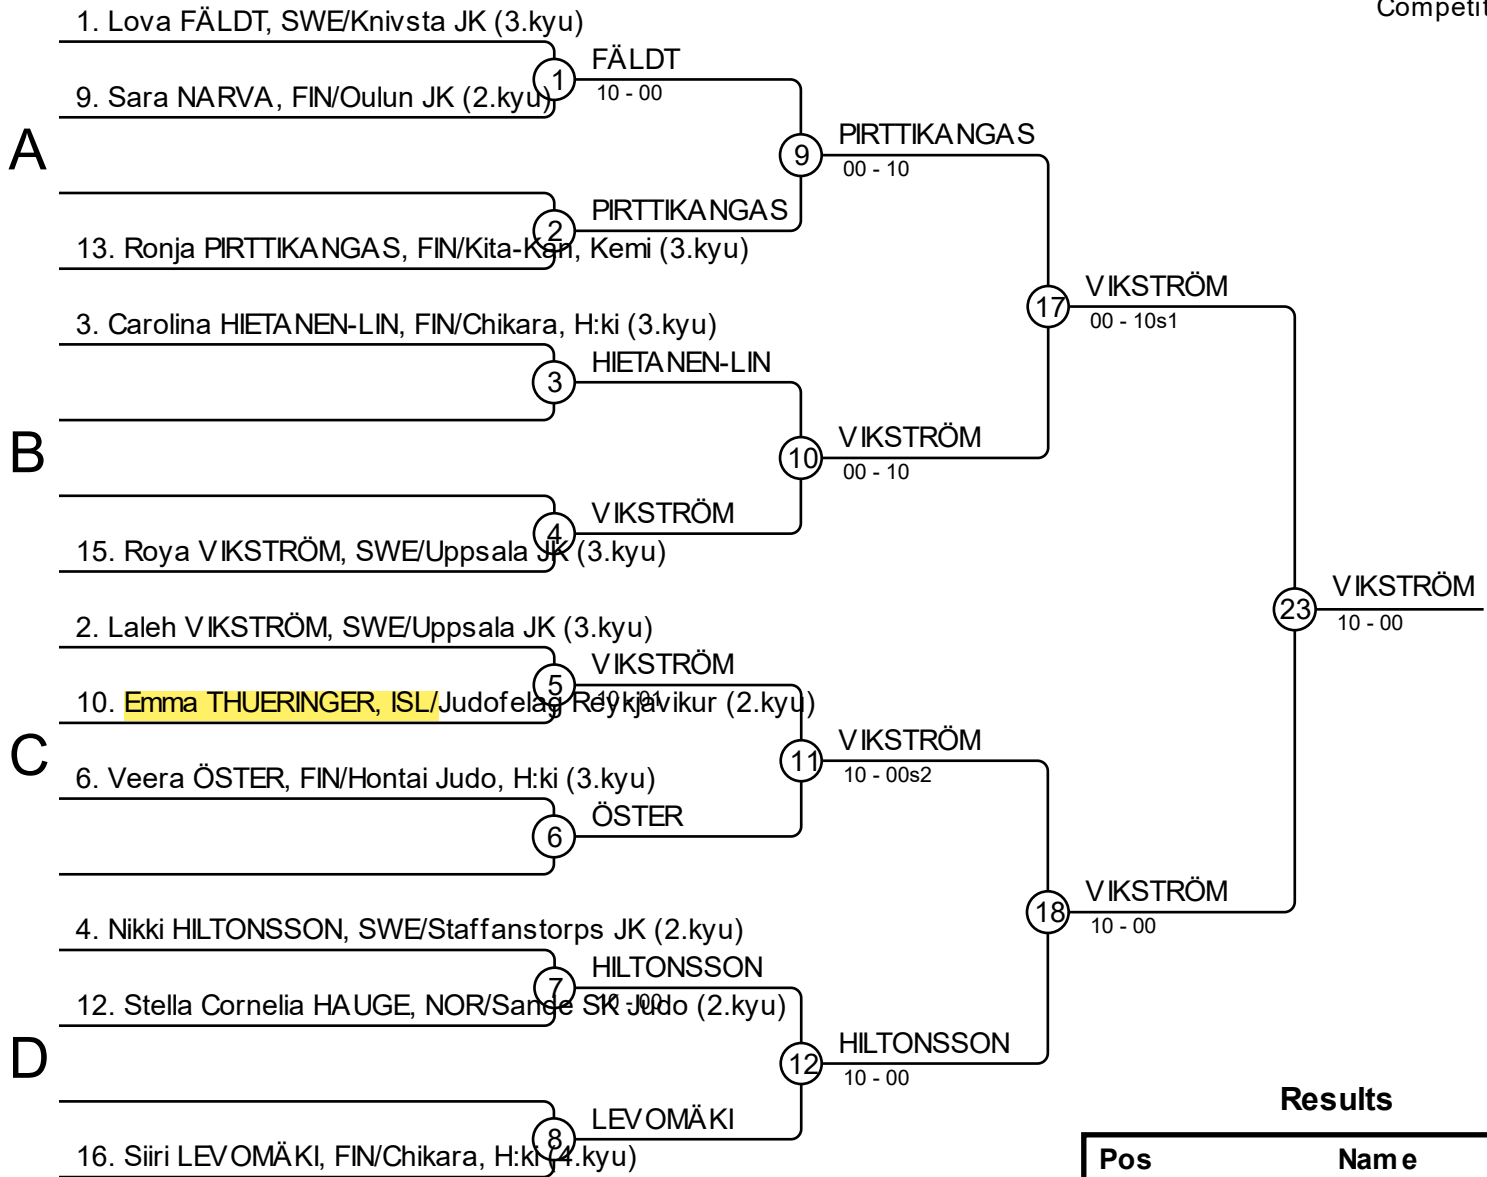 Competit
1. Lova FÄLDT, SWE/Knivsta JK (3.kyu)
1
FÄLDT
10 - 00
9. Sara NARVA, FIN/Oulun JK (2.kyu)
A
9
PIRTTIKANGAS
00 - 10
2
PIRTTIKANGAS
13. Ronja PIRTTIKANGAS, FIN/Kita-Kan, Kemi (3.kyu)
17
VIKSTRÖM
00 - 10s1
3. Carolina HIETANEN-LIN, FIN/Chikara, H:ki (3.kyu)
3
HIETANEN-LIN
B
10
VIKSTRÖM
00 - 10
4
VIKSTRÖM
15. Roya VIKSTRÖM, SWE/Uppsala JK (3.kyu)
23
VIKSTRÖM
10 - 00
2. Laleh VIKSTRÖM, SWE/Uppsala JK (3.kyu)
5
VIKSTRÖM
10 - 01
10. Emma THUERINGER, ISL/Judofelag Reykjavikur (2.kyu)
C
11
VIKSTRÖM
10 - 00s2
6. Veera ÖSTER, FIN/Hontai Judo, H:ki (3.kyu)
6
ÖSTER
18
VIKSTRÖM
10 - 00
4. Nikki HILTONSSON, SWE/Staffanstorps JK (2.kyu)
7
HILTONSSON
10 - 00
12. Stella Cornelia HAUGE, NOR/Sande SK Judo (2.kyu)
D
12
HILTONSSON
10 - 00
8
LEVOMÄKI
16. Siiri LEVOMÄKI, FIN/Chikara, H:ki (4.kyu)
Results
Pos Name